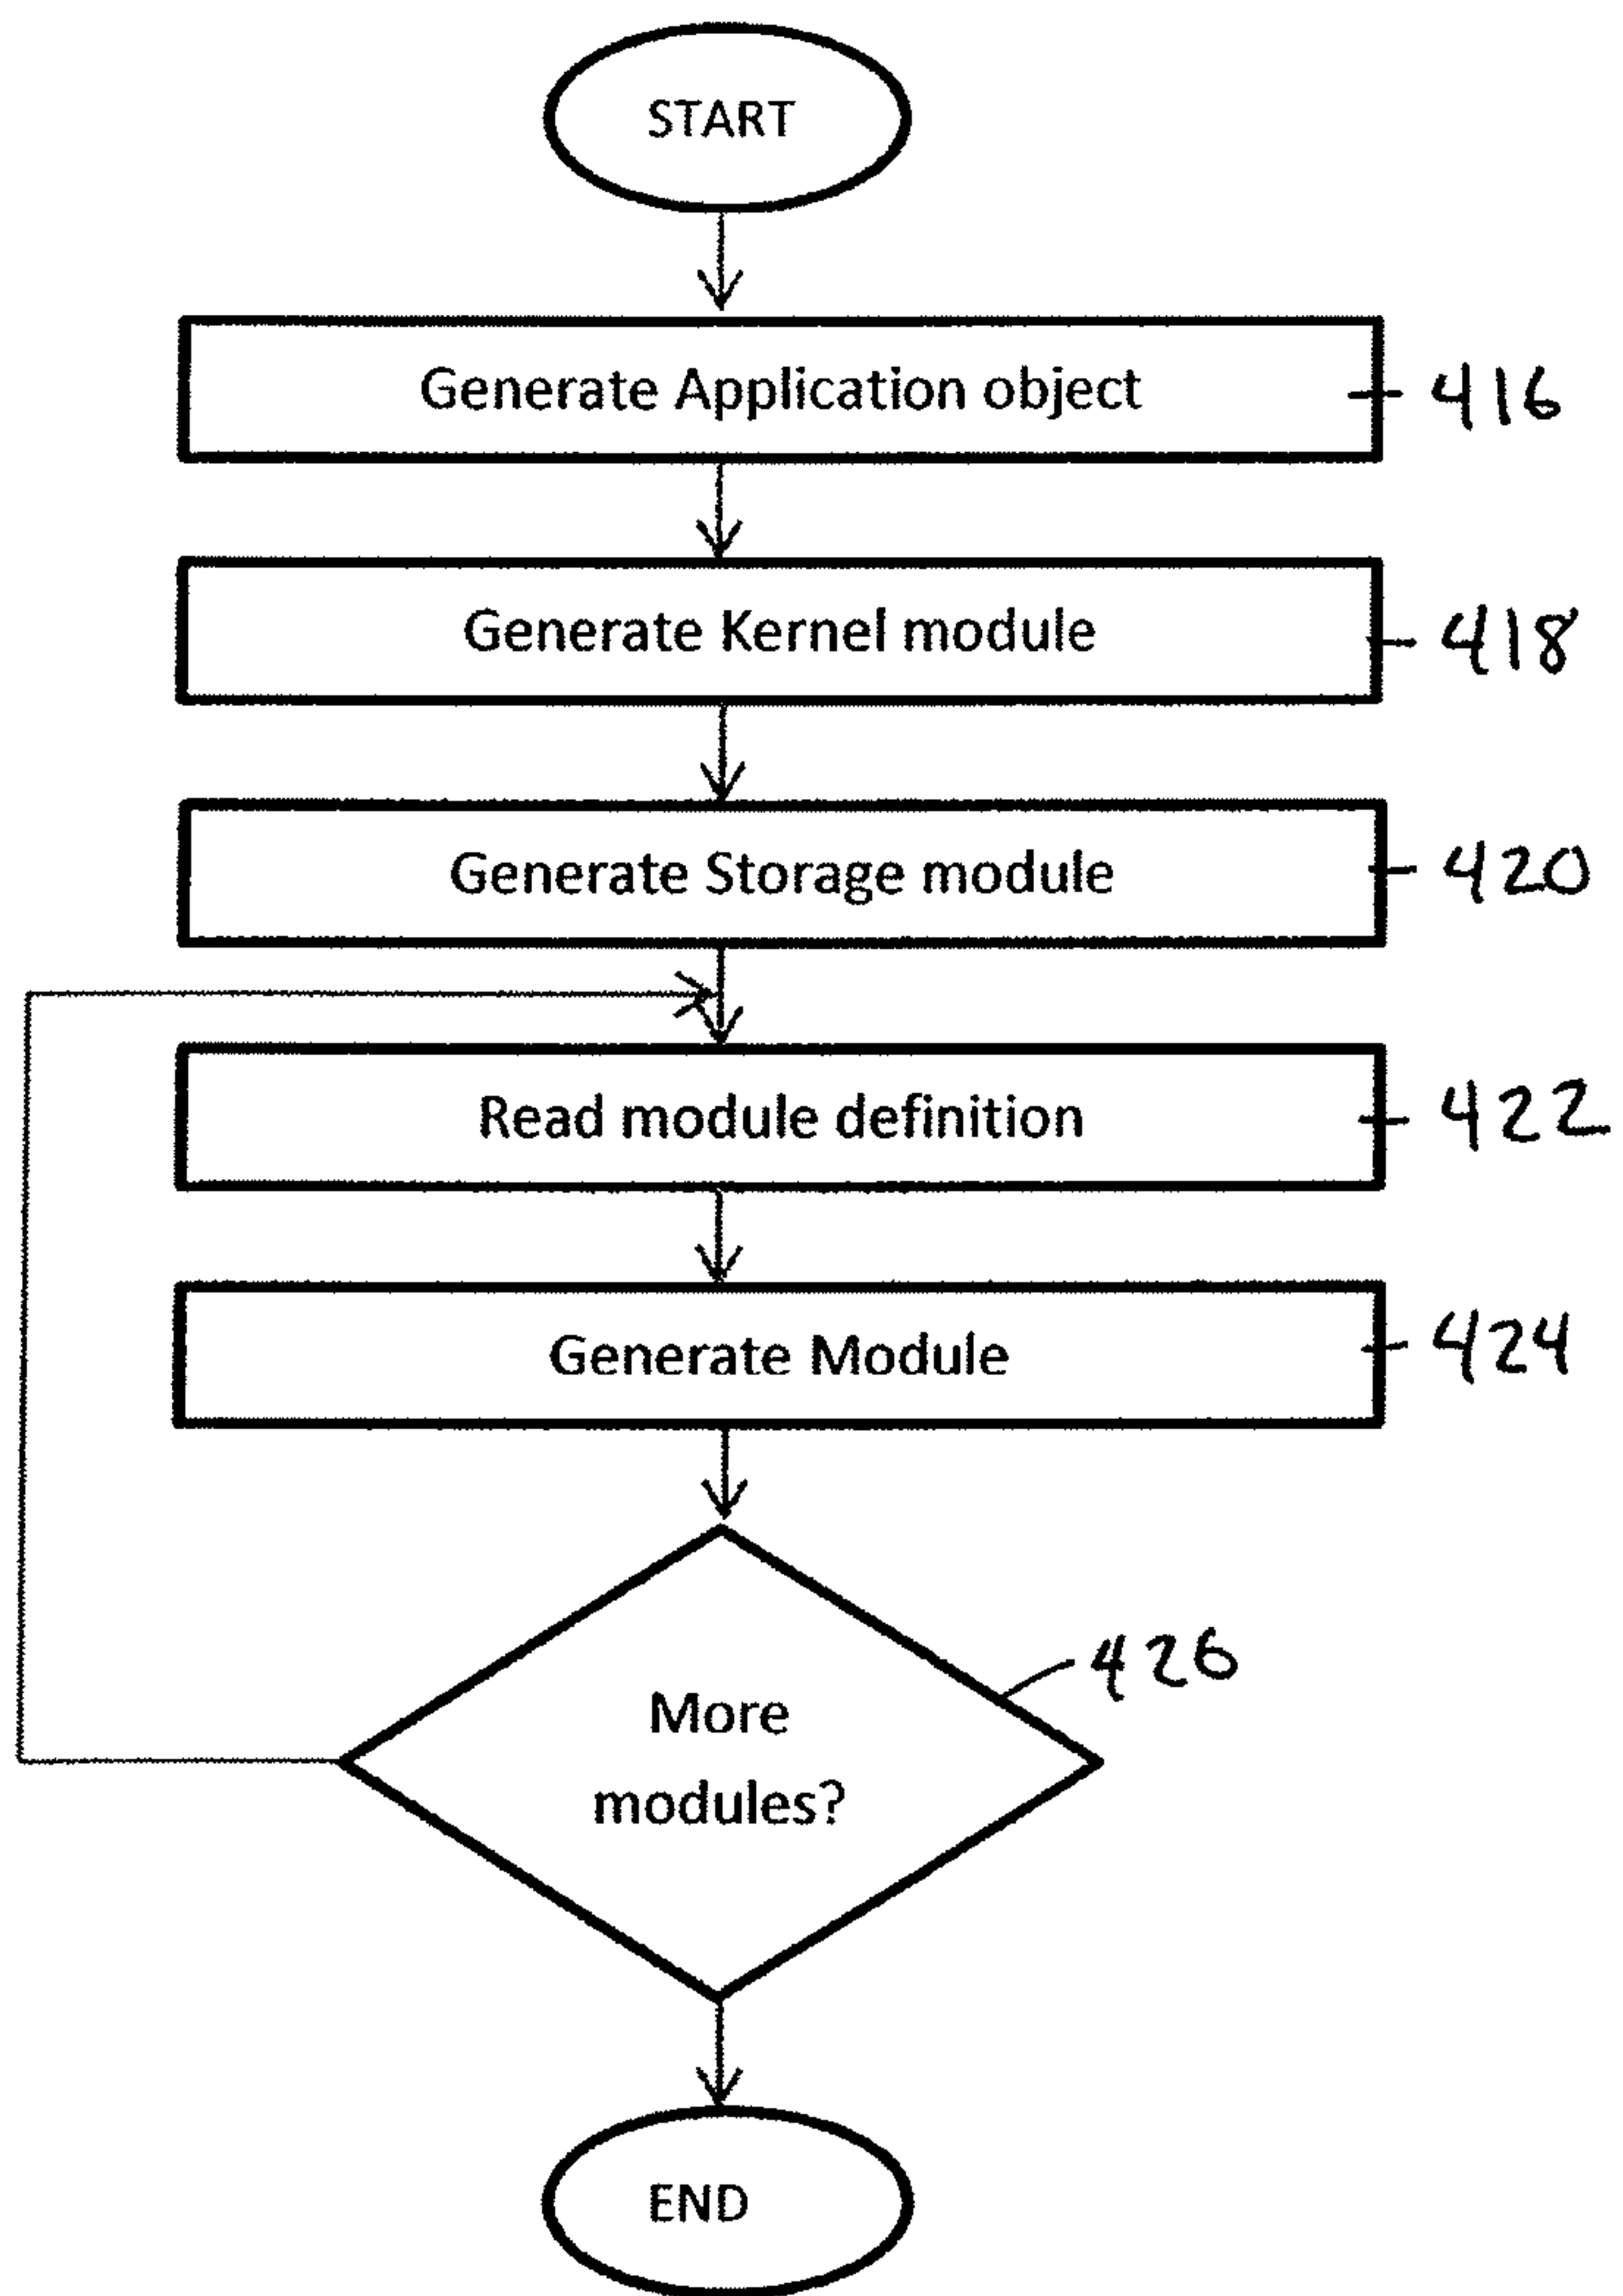 START
Generate Application object
416
Generate Kernel module
418
Generate Storage module
420
Read module definition
422
Generate Module
424
426
More
modules?
END